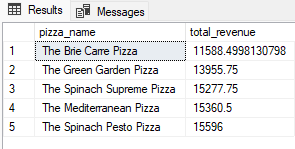 Results Messages
pizza_name total_revenue
1 The Brie Carre Pizza 11588.4998130798
2 The Green Garden Pizza 13955.75
3 The Spinach Supreme Pizza 15277.75
4 The Mediterranean Pizza 15360.5
5 The Spinach Pesto Pizza 15596